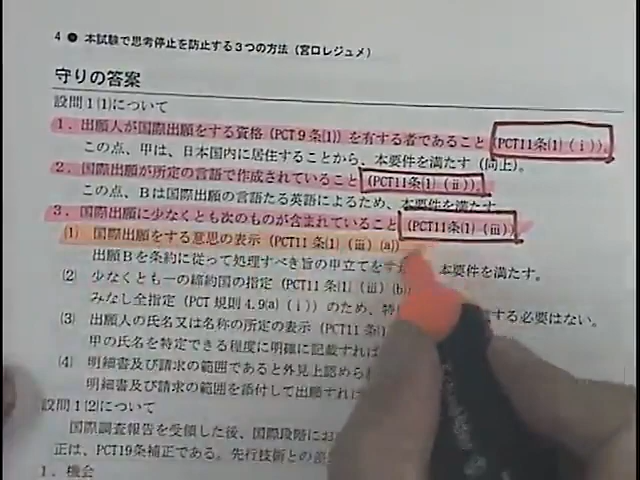 4 ● 本試験で思考停止を防止する3つの方法(宮口レジュメ)
守りの答案
設問1(1)について
1．出願人が国際出願をする資格(PCT9条(1))を有する者であること(PCT11条(1)(ⅰ))。
この点、甲は、日本国内に居住することから、本要件を満たす(同上)。
2．国際出願が所定の言語で作成されていること(PCT11条(1)(ⅱ))。
この点、Bは国際出願の言語たる英語によるため、本要件を満たす
3．国際出願に少なくとも次のものが含まれていること(PCT11条(1)(ⅲ))
(1) 国際出願をする意思の表示(PCT11条(1)(ⅲ)(a))
出願Bを条約に従って処理すべき旨の申立てをす 本要件を満たす。
(2) 少なくとも一の締約国の指定(PCT11条(1)(ⅲ)(b)
みなし全指定(PCT規則4.9(a)(ⅰ))のため、特 する必要はない。
(3) 出願人の氏名又は名称の所定の表示(PCT11条(1)
甲の氏名を特定できる程度に明確に記載すれば
(4) 明細書及び請求の範囲であると外見上認めら
明細書及び請求の範囲を添付して出願すれば
設問1(2)について
国際調査報告を受領した後、国際段階にお
正は、PCT19条補正である。先行技術との
1．機会